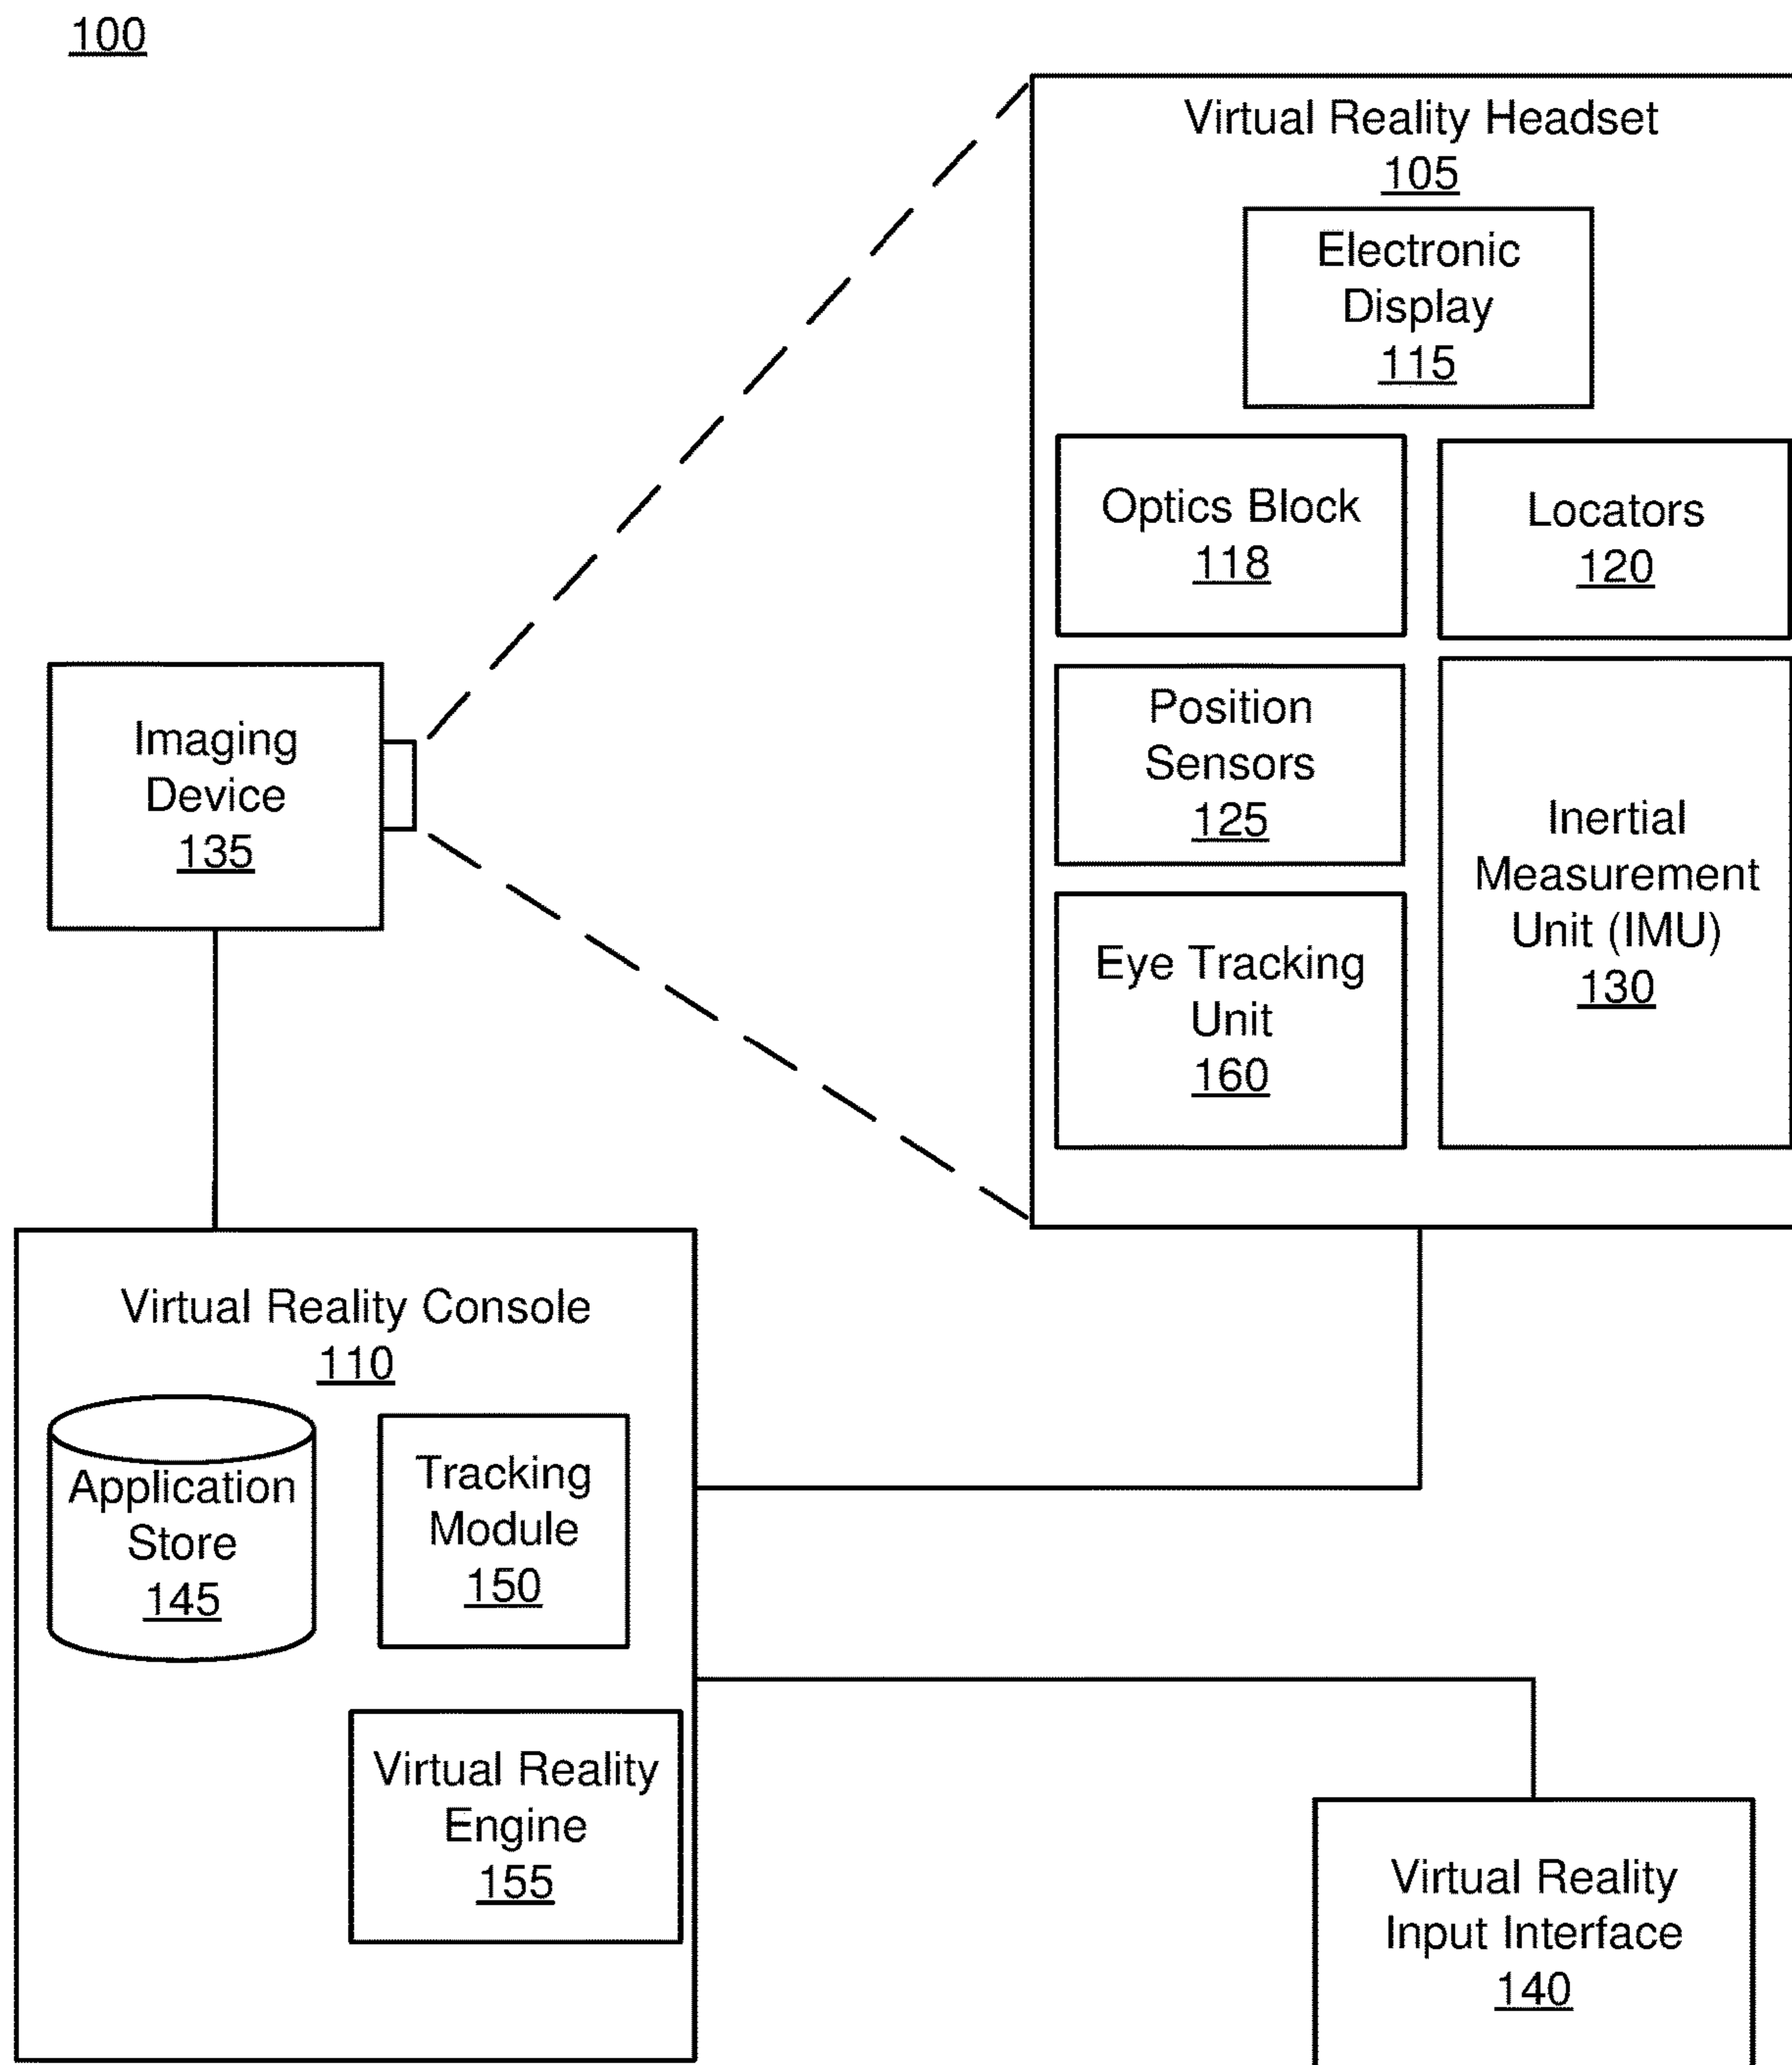 100
Virtual Reality Headset
105
Electronic
Display
115
Optics Block
118
Locators
120
Position
Sensors
125
Inertial
Measurement
Unit (IMU)
130
Eye Tracking
Unit
160
Imaging
Device
135
Virtual Reality Console
110
Application
Store
145
Tracking
Module
150
Virtual Reality
Engine
155
Virtual Reality
Input Interface
140